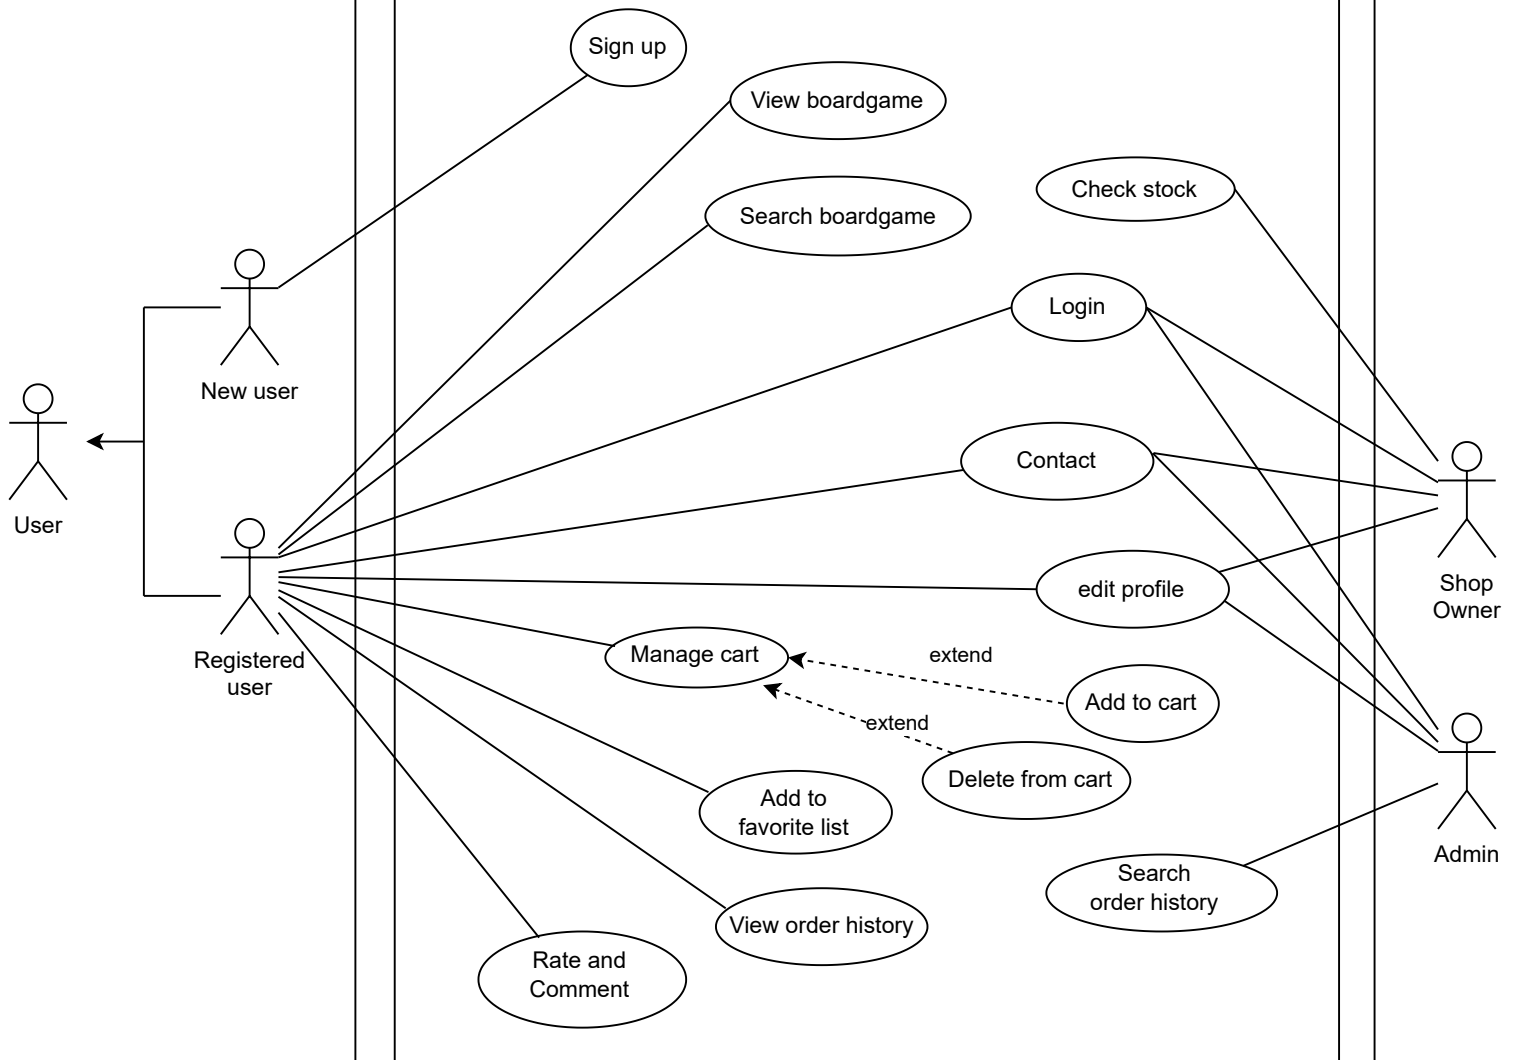 Sign up
View boardgame
Check stock
Search boardgame
Login
New user
Contact
User
Shop
Owner
edit profile
Registered
user
Manage cart
extend
Add to cart
extend
Delete from cart
Add to
favorite list
Admin
Search
order history
View order history
Rate and
Comment